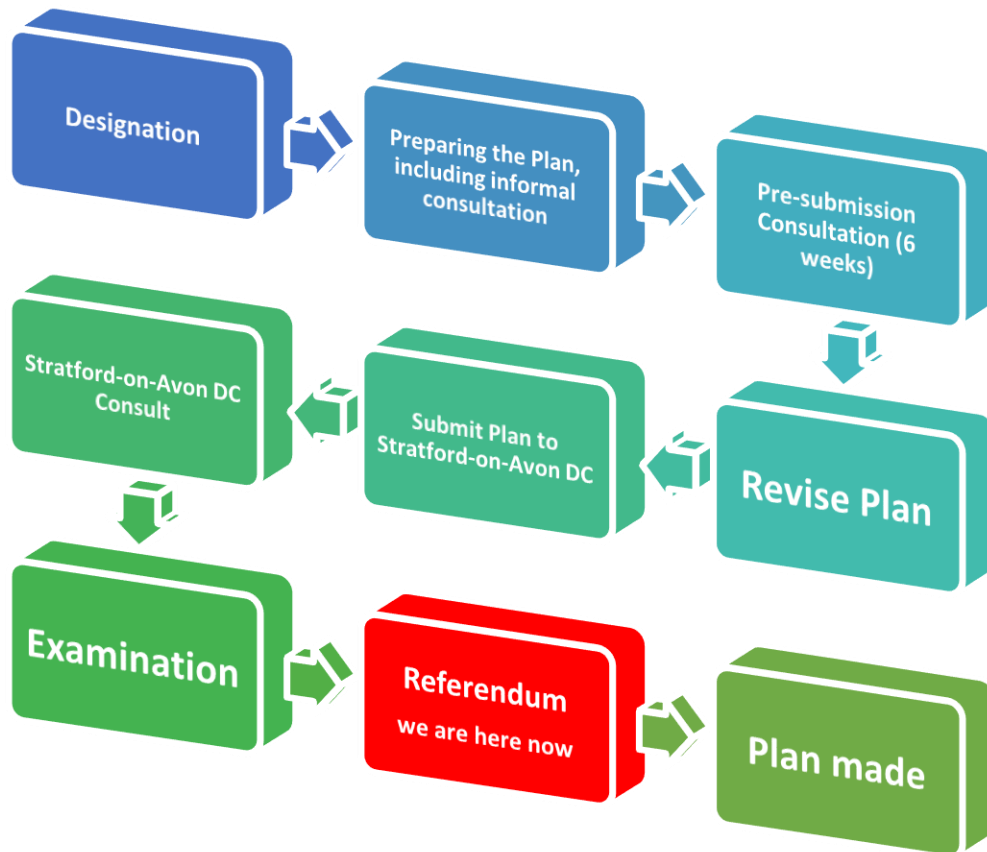 Designation
Preparing the Plan,
including informal
consultation
Pre-submission
Consultation (6
weeks)
Revise Plan
Submit Plan to
Stratford-on-Avon DC
Stratford-on-Avon DC
Consult
Examination
Referendum
we are here now
Plan made